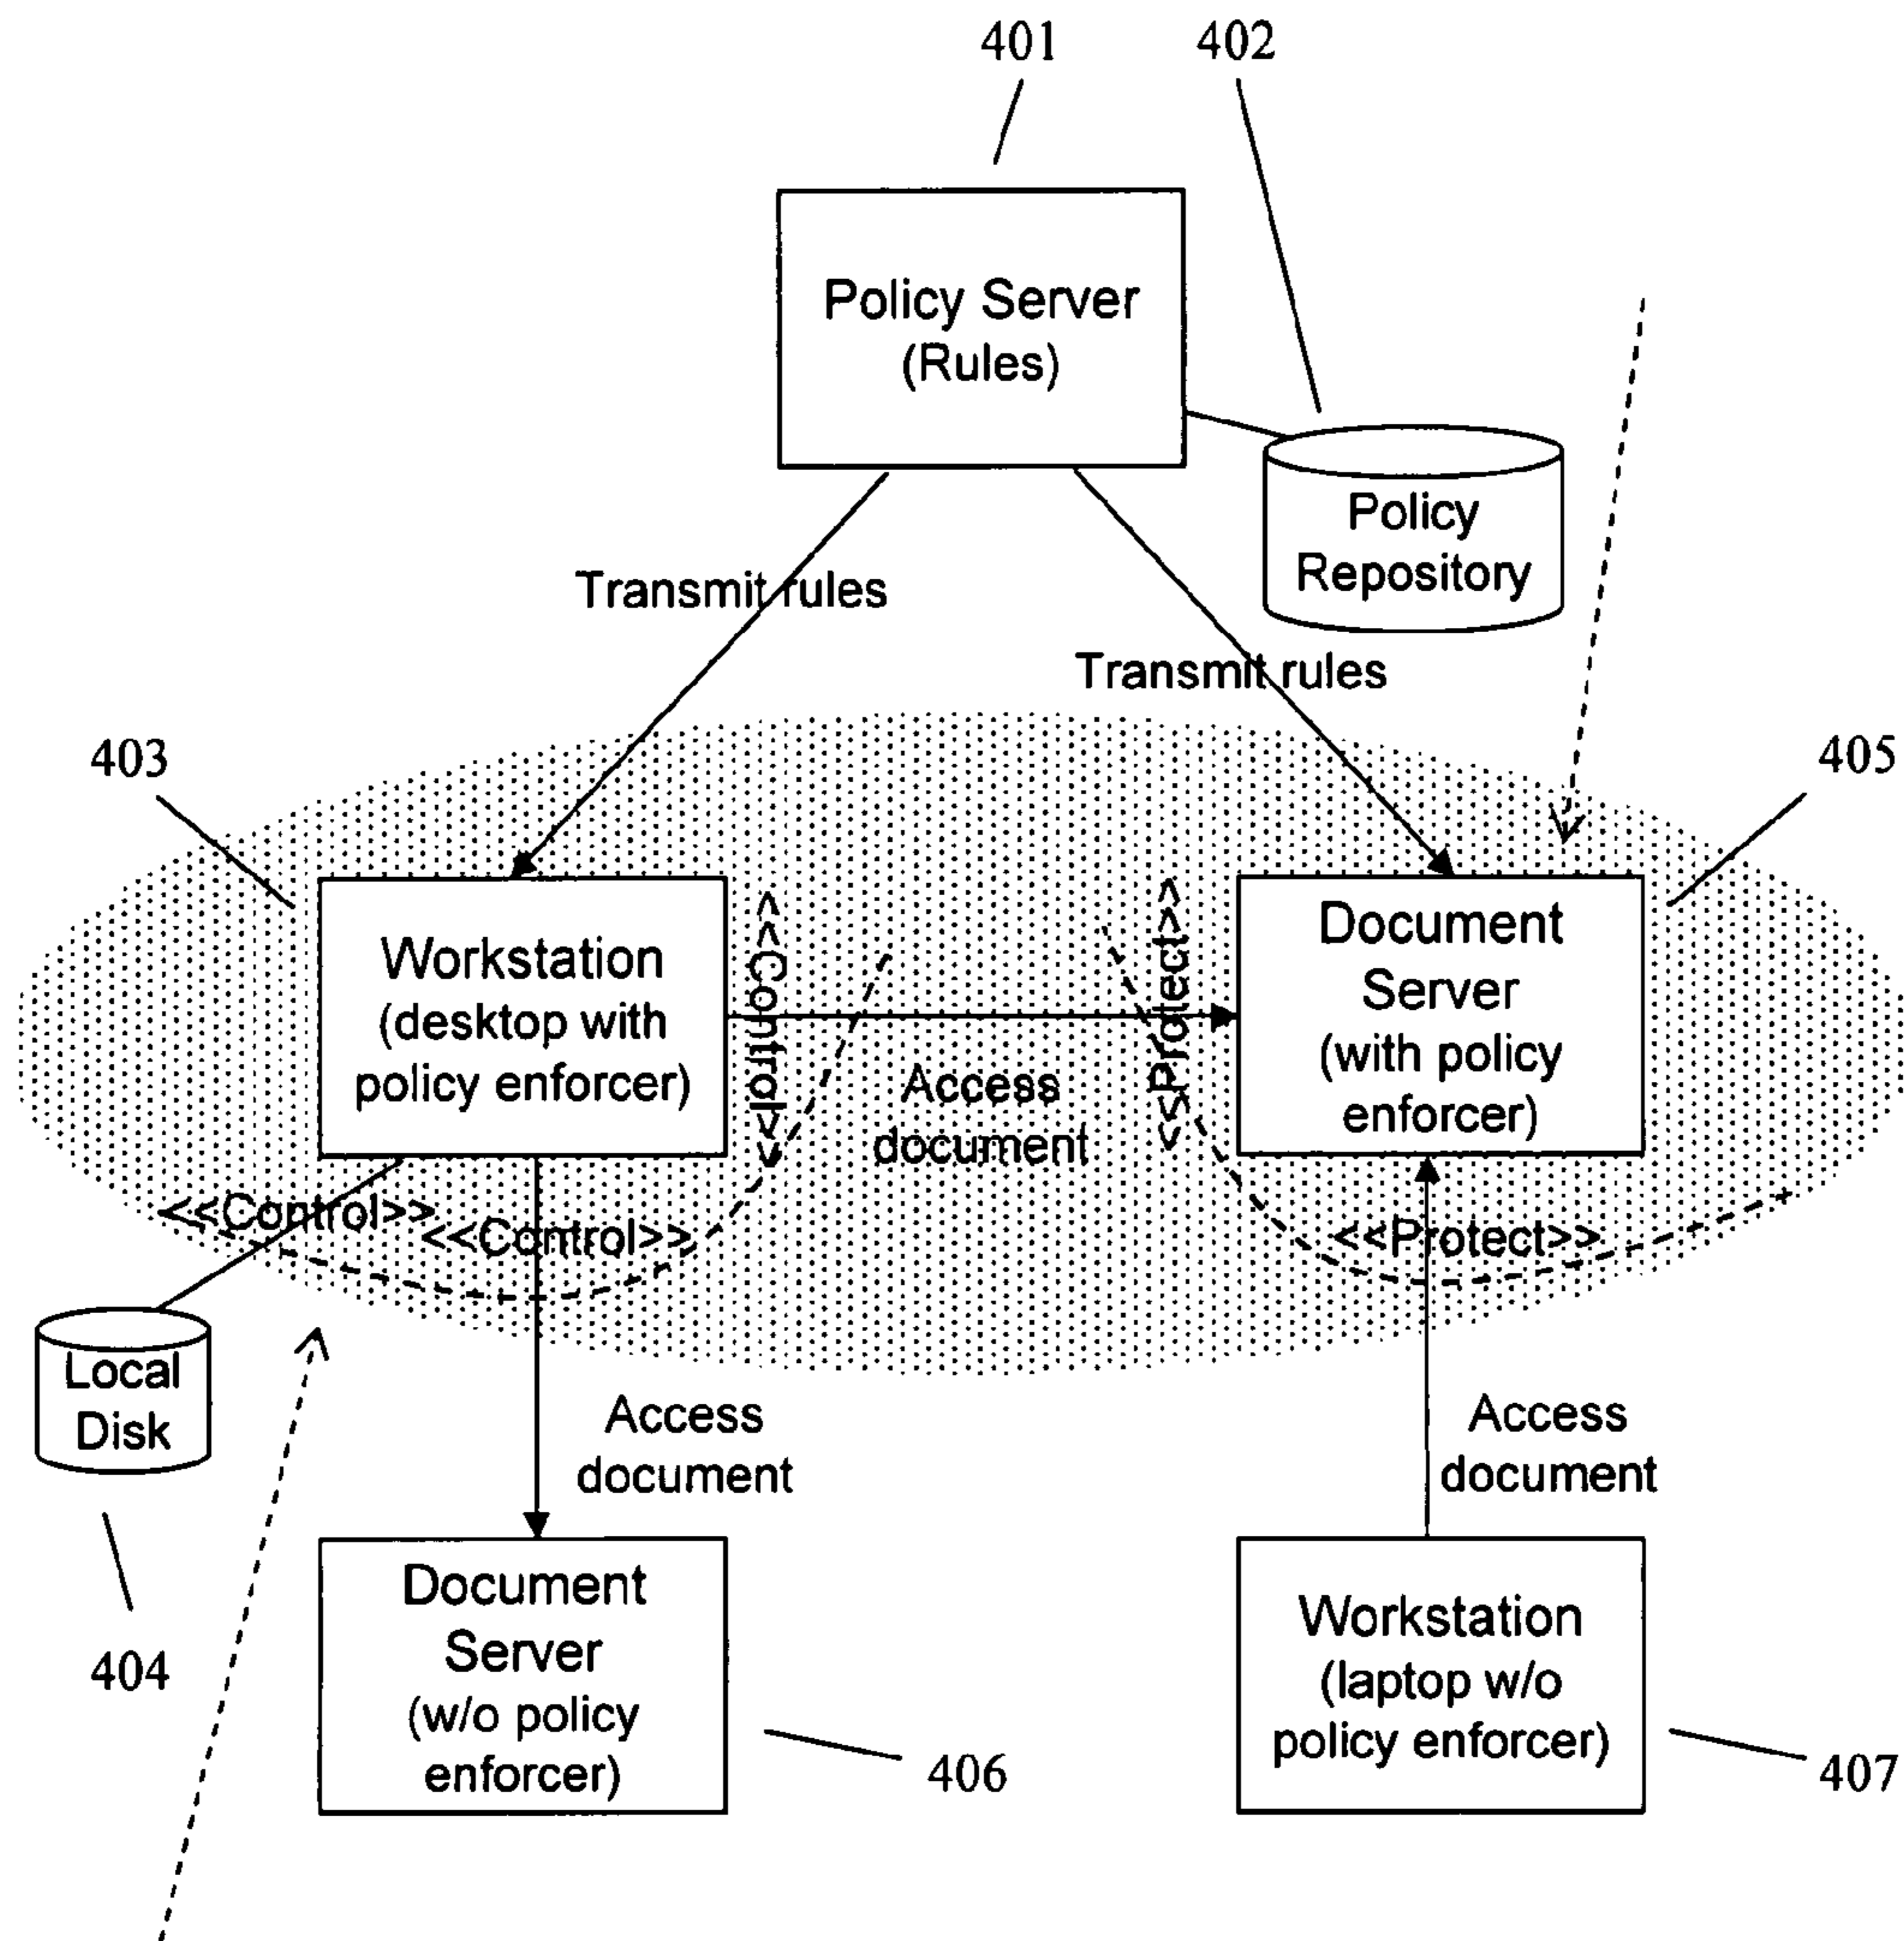 401
402
Policy Server
(Rules)
Policy
Repository
Transmit rules
Transmit rules
403
405
Workstation
(desktop with
policy enforcer)
<<Control>>
<<Protect>>
Document
Server
(with policy
enforcer)
Access
document
<<Control>>
<<Control>>
<<Protect>>
Local
Disk
Access
document
Access
document
404
Document
Server
(w/o policy
enforcer)
406
Workstation
(laptop w/o
policy enforcer)
407